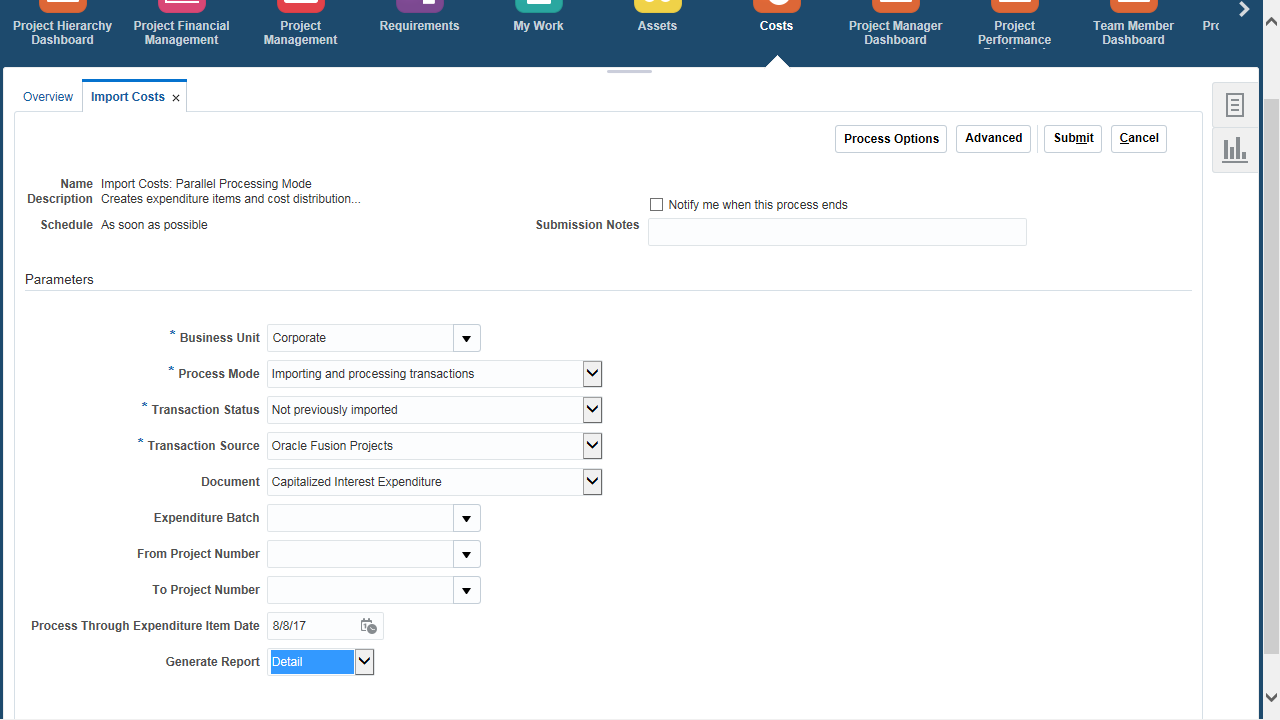 Project Hierarchy Dashboard
Project Financial Management
Project Management
Requirements
My Work
Assets
Costs
Project Manager Dashboard
Project Performance
Team Member Dashboard
Overview
Import Costs x
Process Options
Advanced
Submit
Cancel
Name Import Costs: Parallel Processing Mode
Description Creates expenditure items and cost distribution...
Notify me when this process ends
Schedule As soon as possible
Submission Notes
Parameters
* Business Unit Corporate
* Process Mode Importing and processing transactions
* Transaction Status Not previously imported
* Transaction Source Oracle Fusion Projects
Document Capitalized Interest Expenditure
Expenditure Batch
From Project Number
To Project Number
Process Through Expenditure Item Date 8/8/17
Generate Report Detail